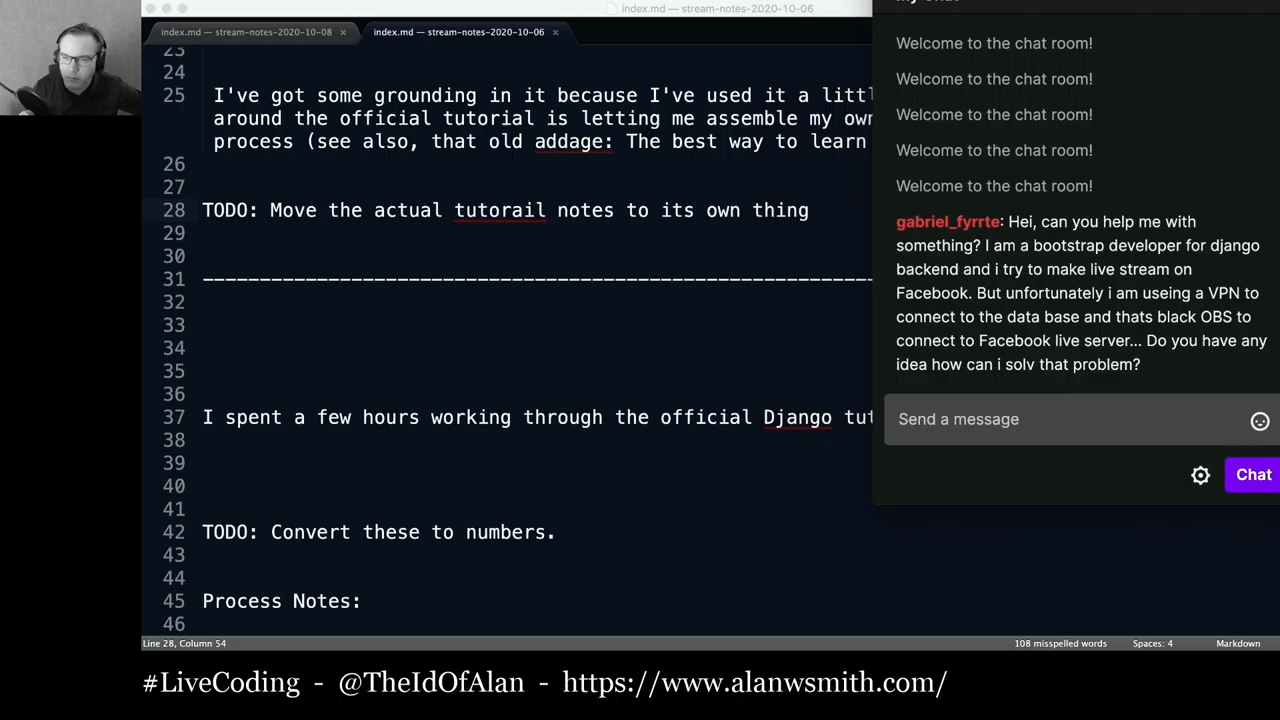 index.md — stream-notes-2020-10-06
index.md — stream-notes-2020-10-08 ×
index.md — stream-notes-2020-10-06 ×
23
24
25 I've got some grounding in it because I've used it a littl
around the official tutorial is letting me assemble my own
process (see also, that old addage: The best way to learn
26
27
28 TODO: Move the actual tutorail notes to its own thing
29
30
31 ------------------------------------------------------------
32
33
34
35
36
37 I spent a few hours working through the official Django tut
38
39
40
41
42 TODO: Convert these to numbers.
43
44
45 Process Notes:
46
Line 28, Column 54
108 misspelled words
Spaces: 4
Markdown
Welcome to the chat room!
Welcome to the chat room!
Welcome to the chat room!
Welcome to the chat room!
Welcome to the chat room!
gabriel_fyrrte: Hei, can you help me with
something? I am a bootstrap developer for django
backend and i try to make live stream on
Facebook. But unfortunately i am useing a VPN to
connect to the data base and thats black OBS to
connect to Facebook live server... Do you have any
idea how can i solv that problem?
Send a message
Chat
#LiveCoding - @TheIdOfAlan - https://www.alanwsmith.com/